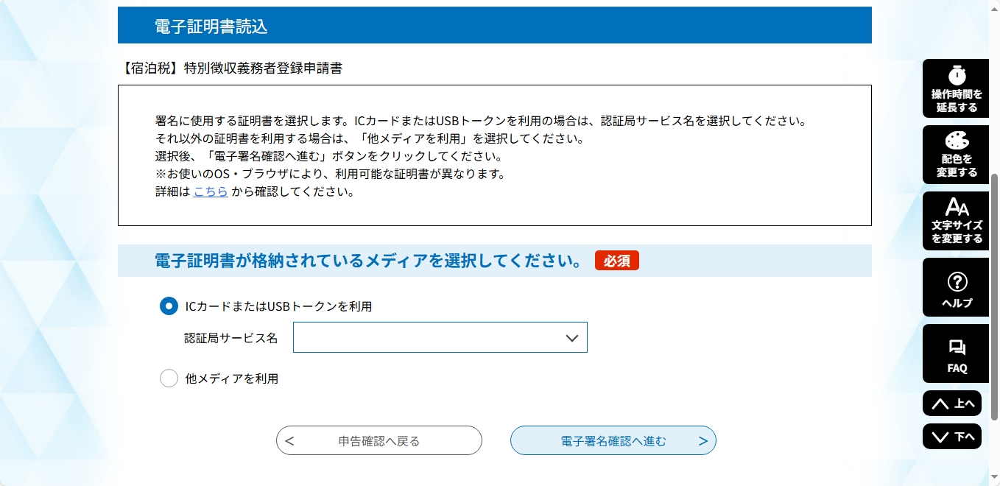 電子証明書読込
【宿泊税】特別徴収義務者登録申請書
署名に使用する証明書を選択します。ICカードまたはUSBトークンを利用の場合は、認証局サービス名を選択してください。
それ以外の証明書を利用する場合は、「他メディアを利用」を選択してください。
選択後、「電子署名確認へ進む」ボタンをクリックしてください。
※お使いのOS・ブラウザにより、利用可能な証明書が異なります。
詳細は こちら から確認してください。
電子証明書が格納されているメディアを選択してください。 必須
ICカードまたはUSBトークンを利用
認証局サービス名
他メディアを利用
< 申告確認へ戻る
電子署名確認へ進む >
操作時間を
延長する
配色を
変更する
文字サイズ
を変更する
ヘルプ
FAQ
上へ
下へ